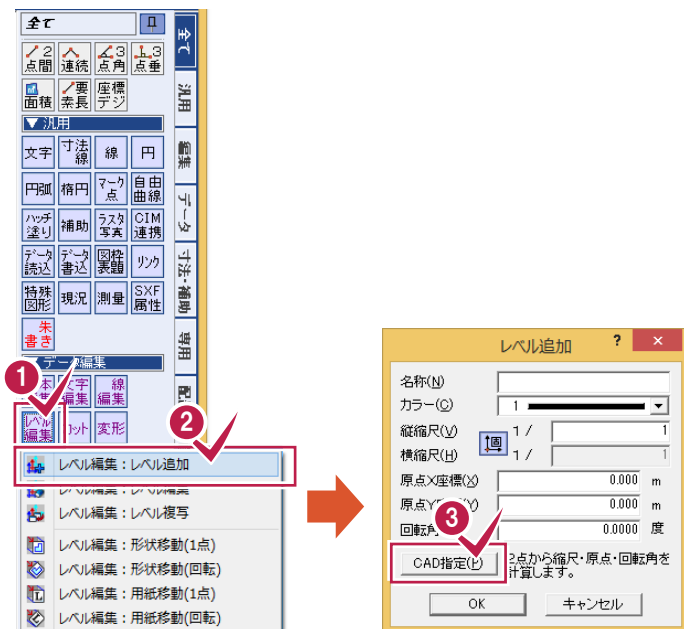 全て
2点間
連続
3点角
3点垂
面積
要素長
座標デジ
▼ 汎用
文字
寸法線
線
円
円弧
楕円
マーク点
自由曲線
ハッチ塗り
補助
ラスタ写真
CIM連携
データ読込
データ書込
図枠表題
リンク
特殊図形
現況
測量
SXF属性
朱書き
データ編集
文字編集
線編集
レベル編集
変形
全て
汎用
編集
データ
寸法・補助
専用
1
2
レベル編集：レベル追加
レベル編集：レベル編集
レベル編集：レベル複写
レベル編集：形状移動(1点)
レベル編集：形状移動(回転)
レベル編集：用紙移動(1点)
レベル編集：用紙移動(回転)
レベル追加 ? ×
名称(N)
カラー(C) 1
縦縮尺(V) 1 / 1
横縮尺(H) 1 / 1
原点X座標(X) 0.000 m
原点Y 0.000 m
回転角 0.0000 度
3
CAD指定(P) 2点から縮尺・原点・回転角を
計算します。
OK キャンセル